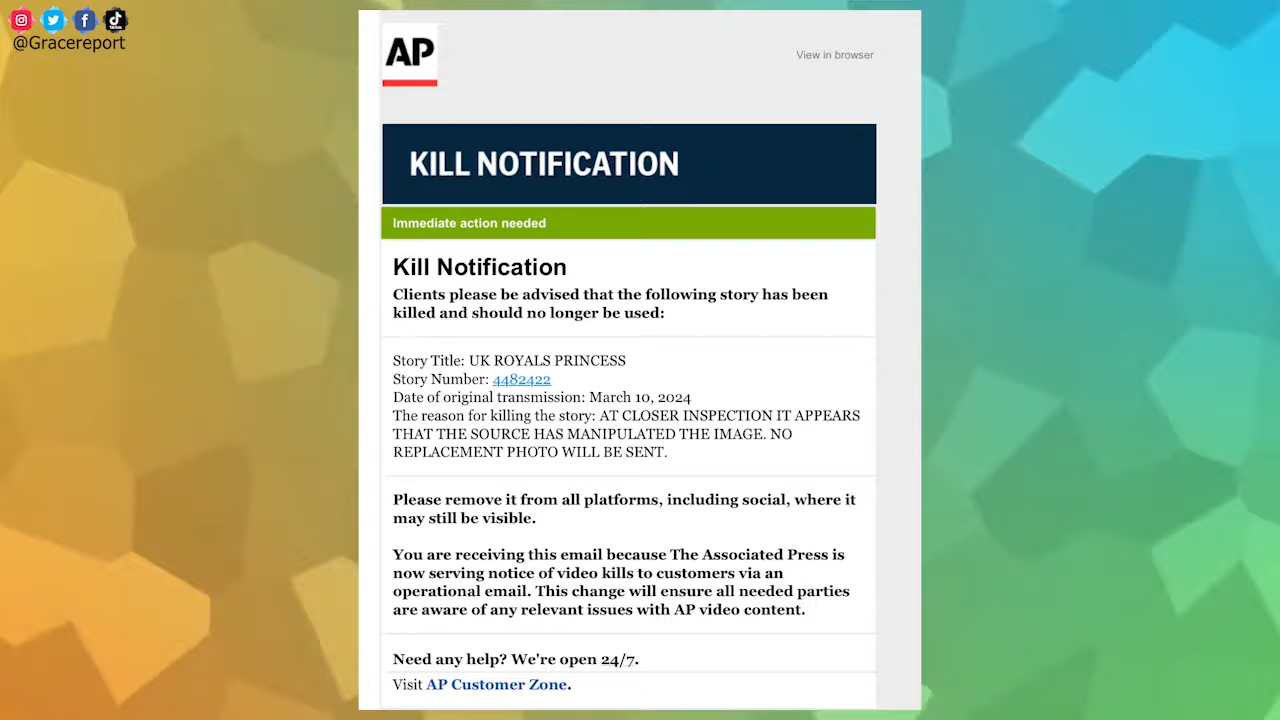 @Gracereport
AP
View in browser
KILL NOTIFICATION
Immediate action needed
Kill Notification
Clients please be advised that the following story has been
killed and should no longer be used:
Story Title: UK ROYALS PRINCESS
Story Number: 4482422
Date of original transmission: March 10, 2024
The reason for killing the story: AT CLOSER INSPECTION IT APPEARS
THAT THE SOURCE HAS MANIPULATED THE IMAGE. NO
REPLACEMENT PHOTO WILL BE SENT.
Please remove it from all platforms, including social, where it
may still be visible.
You are receiving this email because The Associated Press is
now serving notice of video kills to customers via an
operational email. This change will ensure all needed parties
are aware of any relevant issues with AP video content.
Need any help? We're open 24/7.
Visit AP Customer Zone.